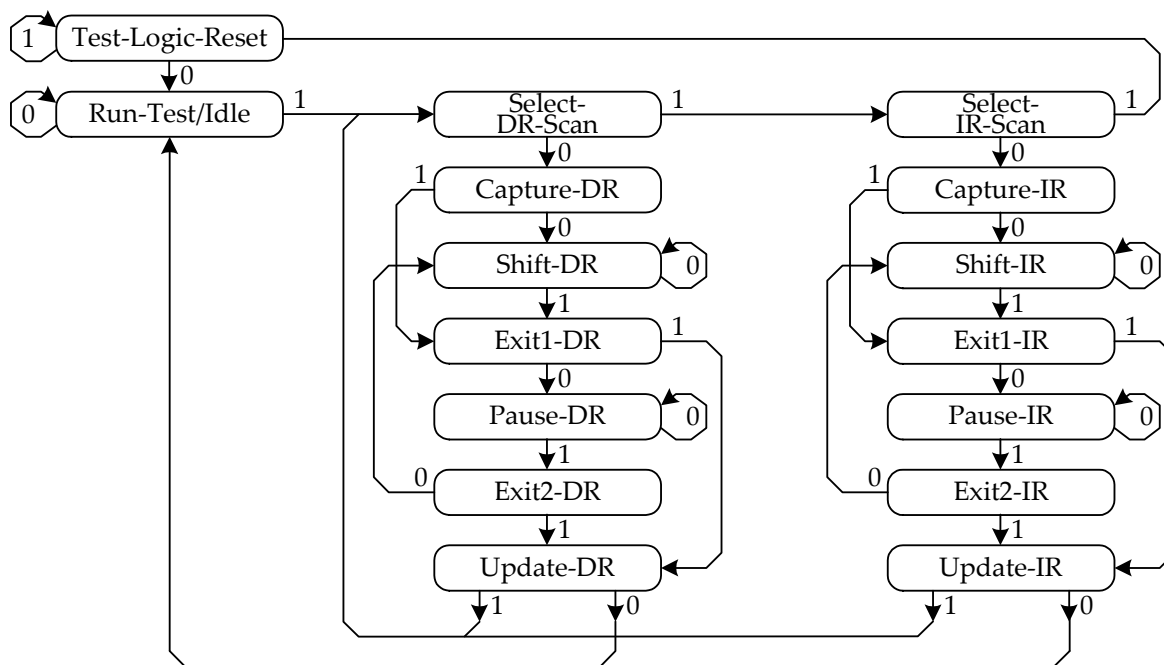 1 Test-Logic-Reset
0
0 Run-Test/Idle 1 Select-
DR-Scan 1 Select-
IR-Scan 1
0 0
1 Capture-DR 1 Capture-IR
0 0
Shift-DR 0 Shift-IR 0
1 1
Exit1-DR 1 Exit1-IR 1
0 0
Pause-DR 0 Pause-IR 0
1 1
0 Exit2-DR 0 Exit2-IR
1 1
Update-DR Update-IR
1 0 1 0